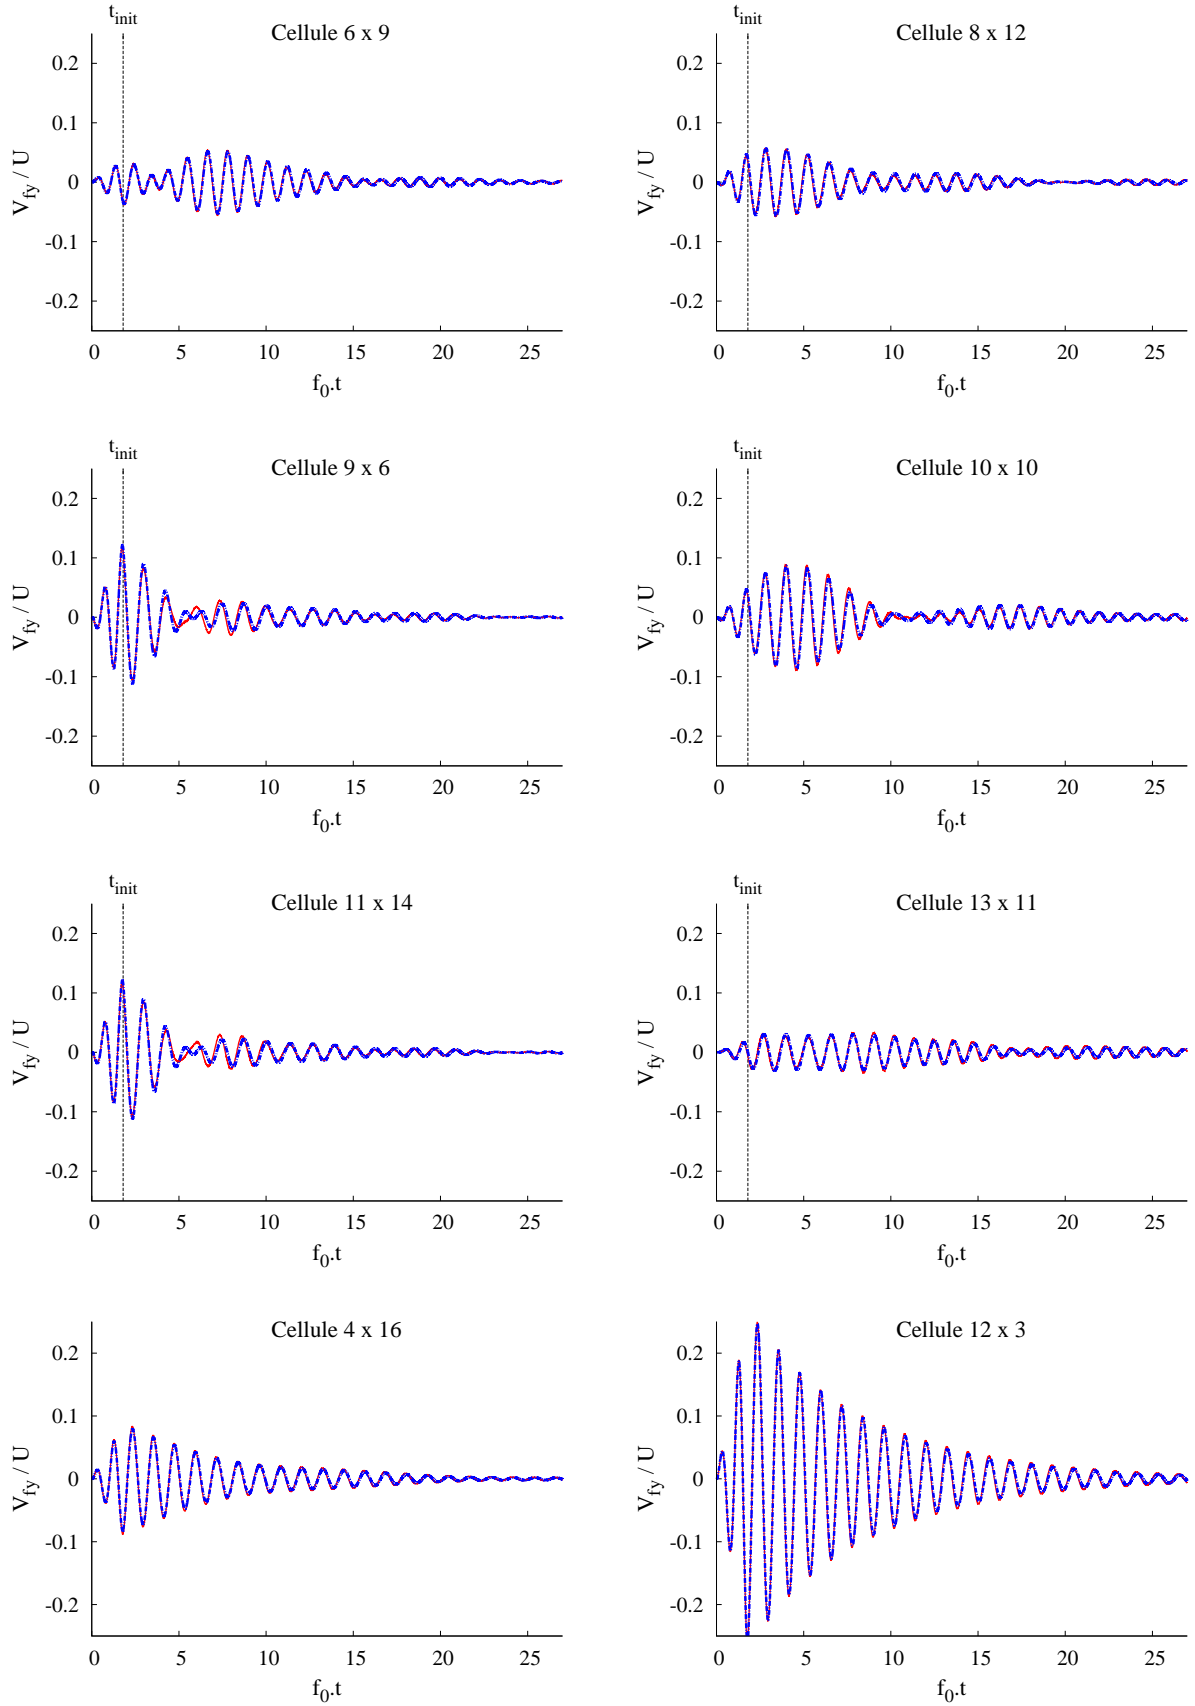 t_init
Cellule 6 x 9
V_fy / U
0.2
0.1
0
-0.1
-0.2
0 5 10 15 20 25
f_0.t
t_init
Cellule 8 x 12
V_fy / U
0.2
0.1
0
-0.1
-0.2
0 5 10 15 20 25
f_0.t
t_init
Cellule 9 x 6
V_fy / U
0.2
0.1
0
-0.1
-0.2
0 5 10 15 20 25
f_0.t
t_init
Cellule 10 x 10
V_fy / U
0.2
0.1
0
-0.1
-0.2
0 5 10 15 20 25
f_0.t
t_init
Cellule 11 x 14
V_fy / U
0.2
0.1
0
-0.1
-0.2
0 5 10 15 20 25
f_0.t
t_init
Cellule 13 x 11
V_fy / U
0.2
0.1
0
-0.1
-0.2
0 5 10 15 20 25
f_0.t
Cellule 4 x 16
V_fy / U
0.2
0.1
0
-0.1
-0.2
0 5 10 15 20 25
f_0.t
Cellule 12 x 3
V_fy / U
0.2
0.1
0
-0.1
-0.2
0 5 10 15 20 25
f_0.t